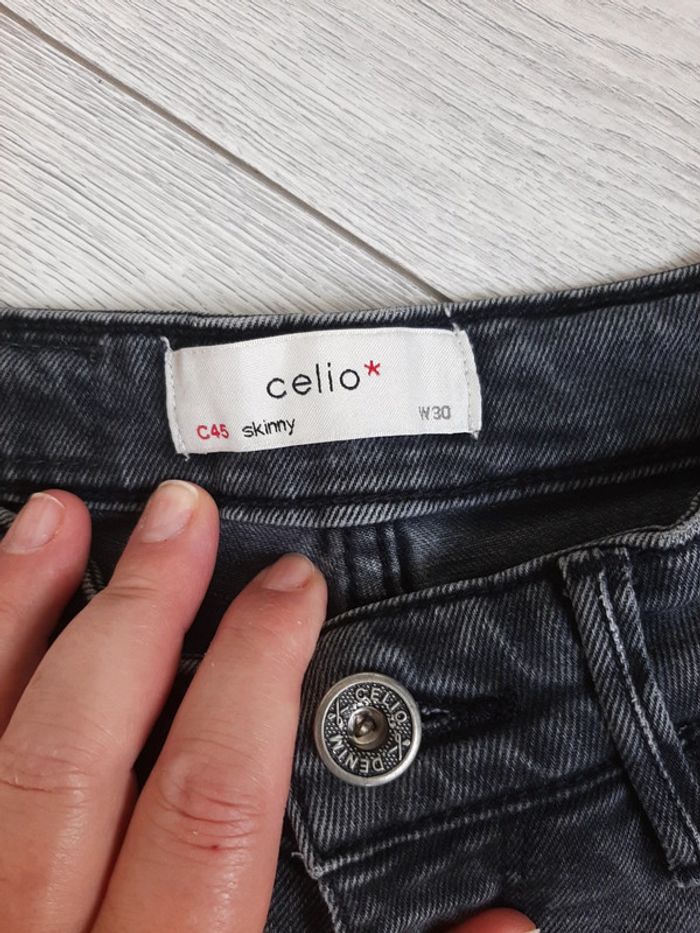 celio*
C45 skinny W30
CELIO
DENIM